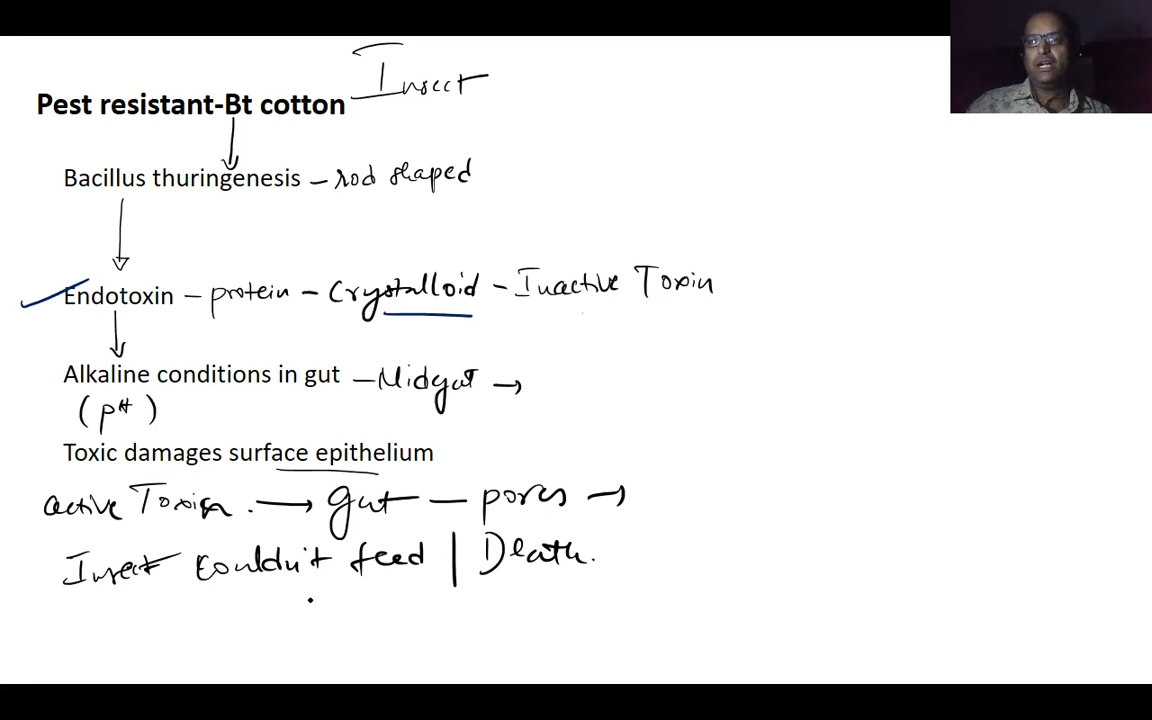 Insect
Pest resistant-Bt cotton
Bacillus thuringenesis – rod shaped
Endotoxin – protein – Crystalloid – Inactive Toxin
Alkaline conditions in gut – Midgut →
(pH)
Toxic damages surface epithelium
active Toxin. → gut – pores →
Insect Couldn't feed | Death.